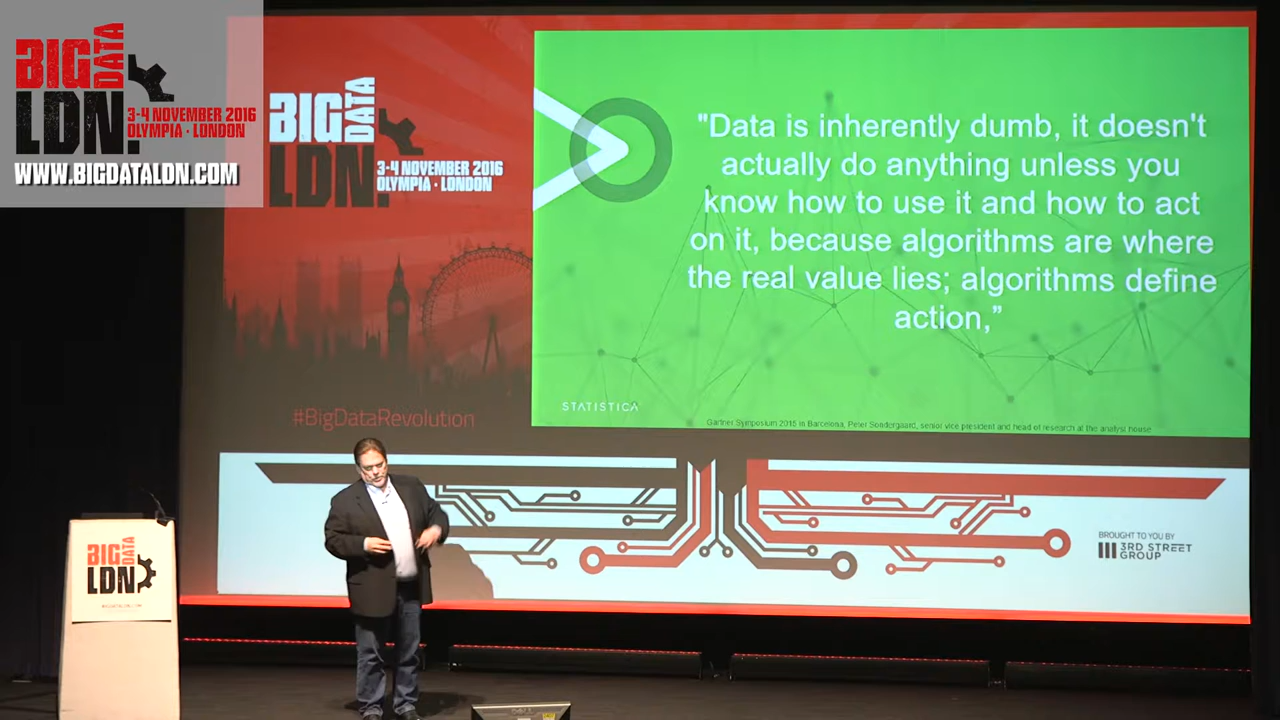 BIG DATA
LDN.
3-4 NOVEMBER 2016
OLYMPIA · LONDON
WWW.BIGDATALDN.COM
BIG DATA
LDN.
3-4 NOVEMBER 2016
OLYMPIA · LONDON
#BigDataRevolution
"Data is inherently dumb, it doesn't
actually do anything unless you
know how to use it and how to act
on it, because algorithms are where
the real value lies; algorithms define
action,”
STATISTICA
Gartner Symposium 2015 in Barcelona, Peter Sondergaard, senior vice president and head of research at the analyst house
BROUGHT TO YOU BY
3RD STREET
GROUP
BIG DATA
LDN